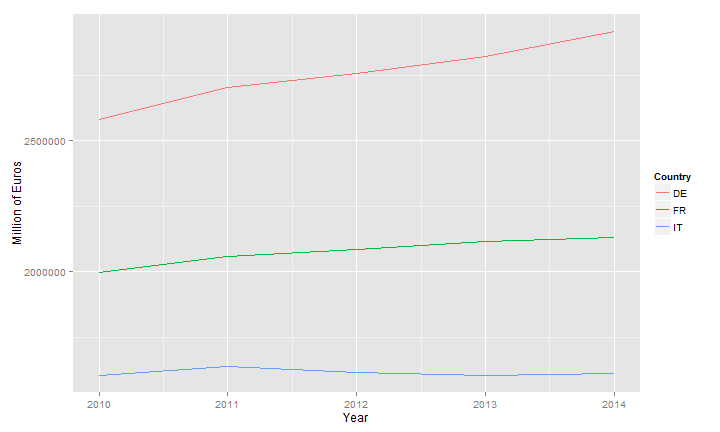 Million of Euros
2500000
2000000
2010
2011
2012
2013
2014
Year
Country
DE
FR
IT